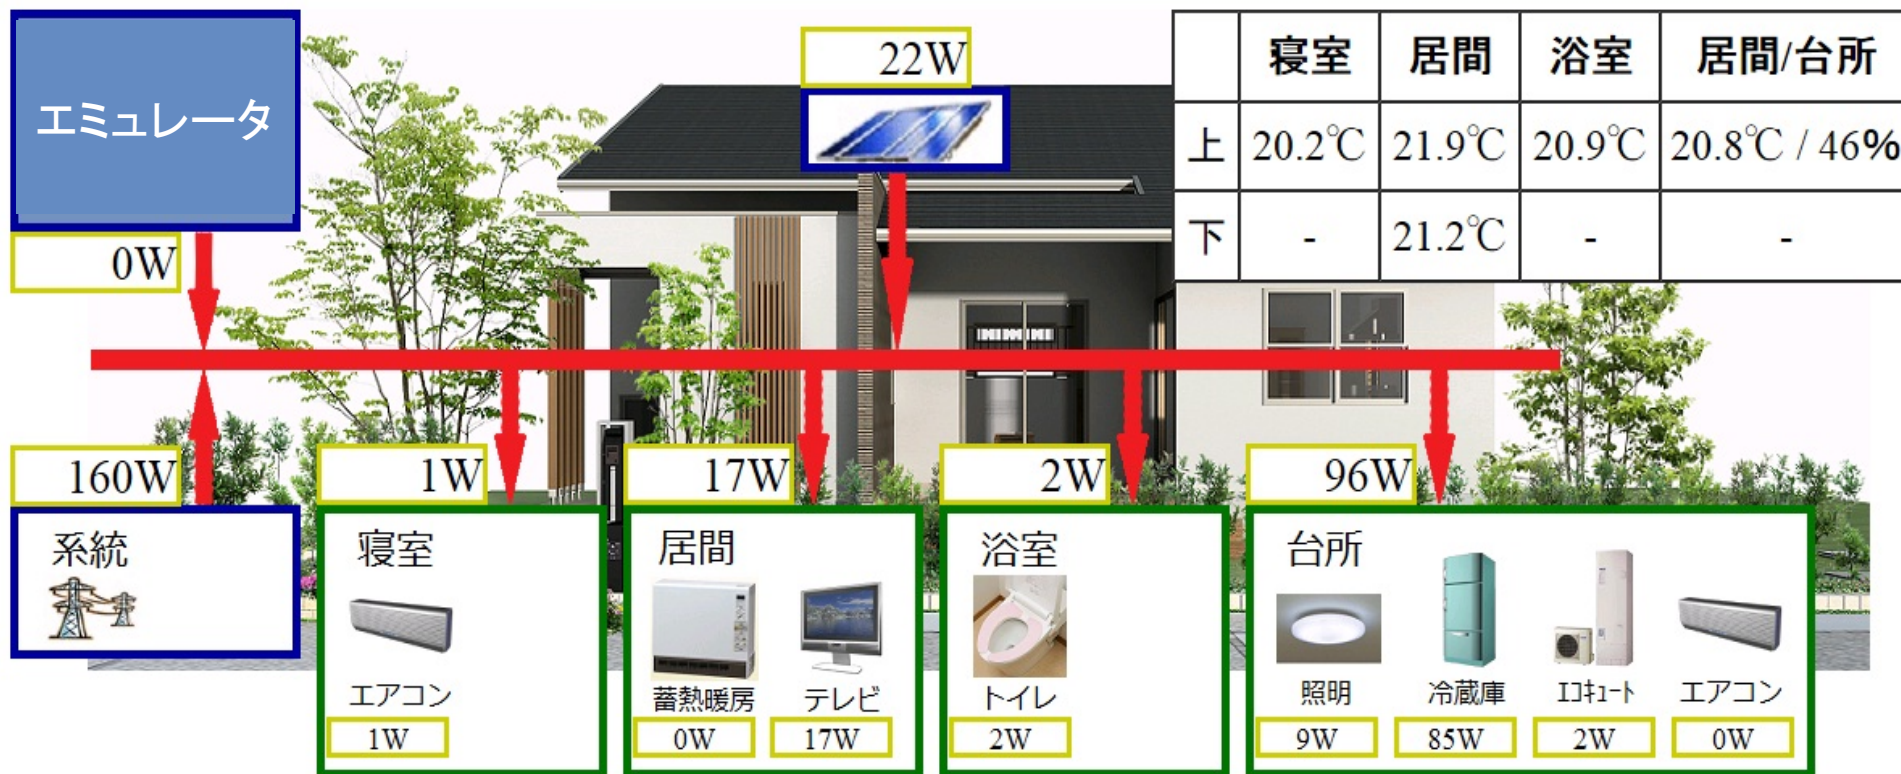 エミュレータ
22W
寝室 居間 浴室 居間/台所
上 20.2℃ 21.9℃ 20.9℃ 20.8℃ / 46%
下 - 21.2℃ - -
0W
160W
1W
17W
2W
96W
系統
寝室
居間
浴室
台所
エアコン
蓄熱暖房
テレビ
トイレ
照明
冷蔵庫
ｴｺｷｭｰﾄ
エアコン
1W
0W
17W
2W
9W
85W
2W
0W